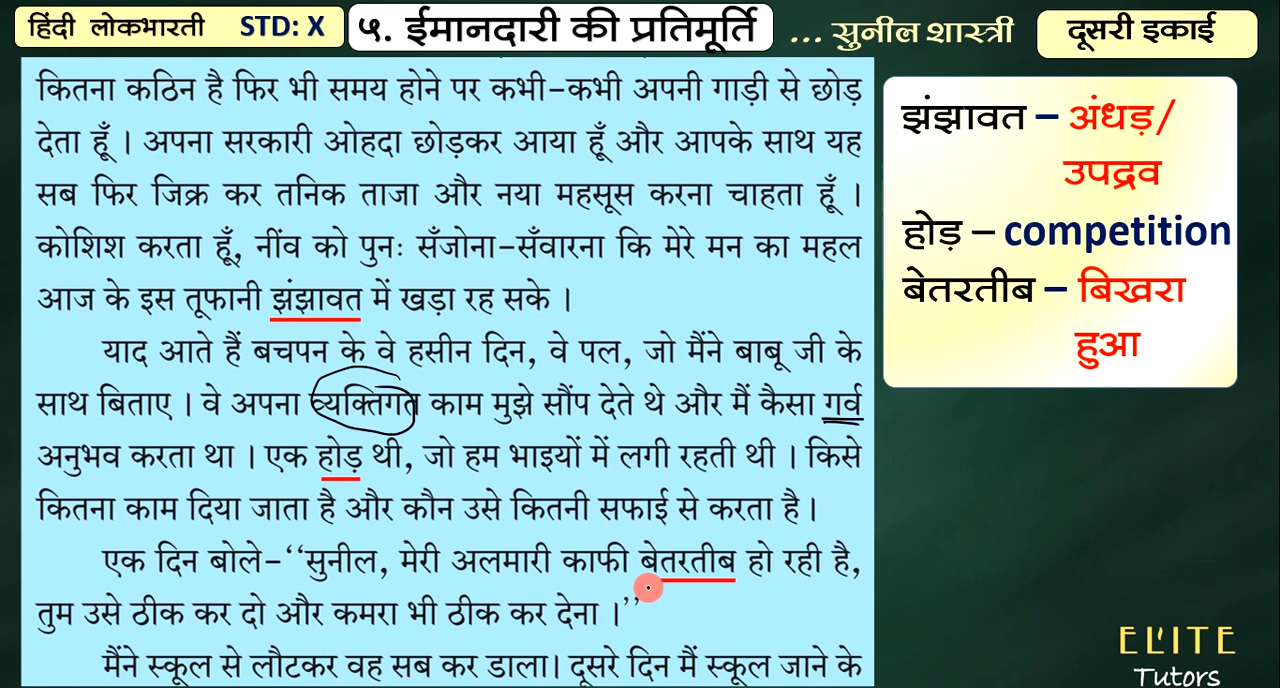 हिंदी लोकभारती STD: X
५. ईमानदारी की प्रतिमूर्ति
... सुनील शास्त्री
दूसरी इकाई
कितना कठिन है फिर भी समय होने पर कभी-कभी अपनी गाड़ी से छोड़
देता हूँ । अपना सरकारी ओहदा छोड़कर आया हूँ और आपके साथ यह
सब फिर जिक्र कर तनिक ताजा और नया महसूस करना चाहता हूँ ।
कोशिश करता हूँ, नींव को पुनः सँजोना-सँवारना कि मेरे मन का महल
आज के इस तूफानी झंझावत में खड़ा रह सके ।
याद आते हैं बचपन के वे हसीन दिन, वे पल, जो मैंने बाबू जी के
साथ बिताए । वे अपना व्यक्तिगत काम मुझे सौंप देते थे और मैं कैसा गर्व
अनुभव करता था । एक होड़ थी, जो हम भाइयों में लगी रहती थी । किसे
कितना काम दिया जाता है और कौन उसे कितनी सफाई से करता है ।
एक दिन बोले-‘‘सुनील, मेरी अलमारी काफी बेतरतीब हो रही है,
तुम उसे ठीक कर दो और कमरा भी ठीक कर देना ।’’
मैंने स्कूल से लौटकर वह सब कर डाला। दूसरे दिन मैं स्कूल जाने के
झंझावत – अंधड़/
उपद्रव
होड़ – competition
बेतरतीब – बिखरा
हुआ
ELITE
Tutors